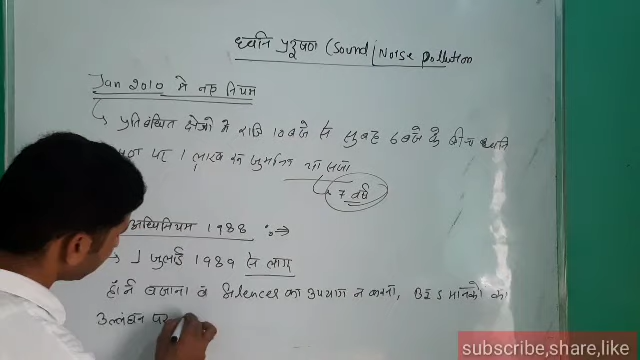 ध्वनि प्रदूषण (Sound/Noise pollution
Jan 2010 में नए नियम
प्रतिबंधित क्षेत्रों में रात्रि 10 बजे से सुबह 6 बजे के बीच ध्वनि
पर 1 लाख रु जुर्माना या सजा
7 वर्ष
अधिनियम 1988 :⇒
→ 1 जुलाई 1989 से लागू
हॉर्न बजाना व Silencer का उपयोग न करना, BIS मानकों का
उल्लंघन पर
subscribe,share,like